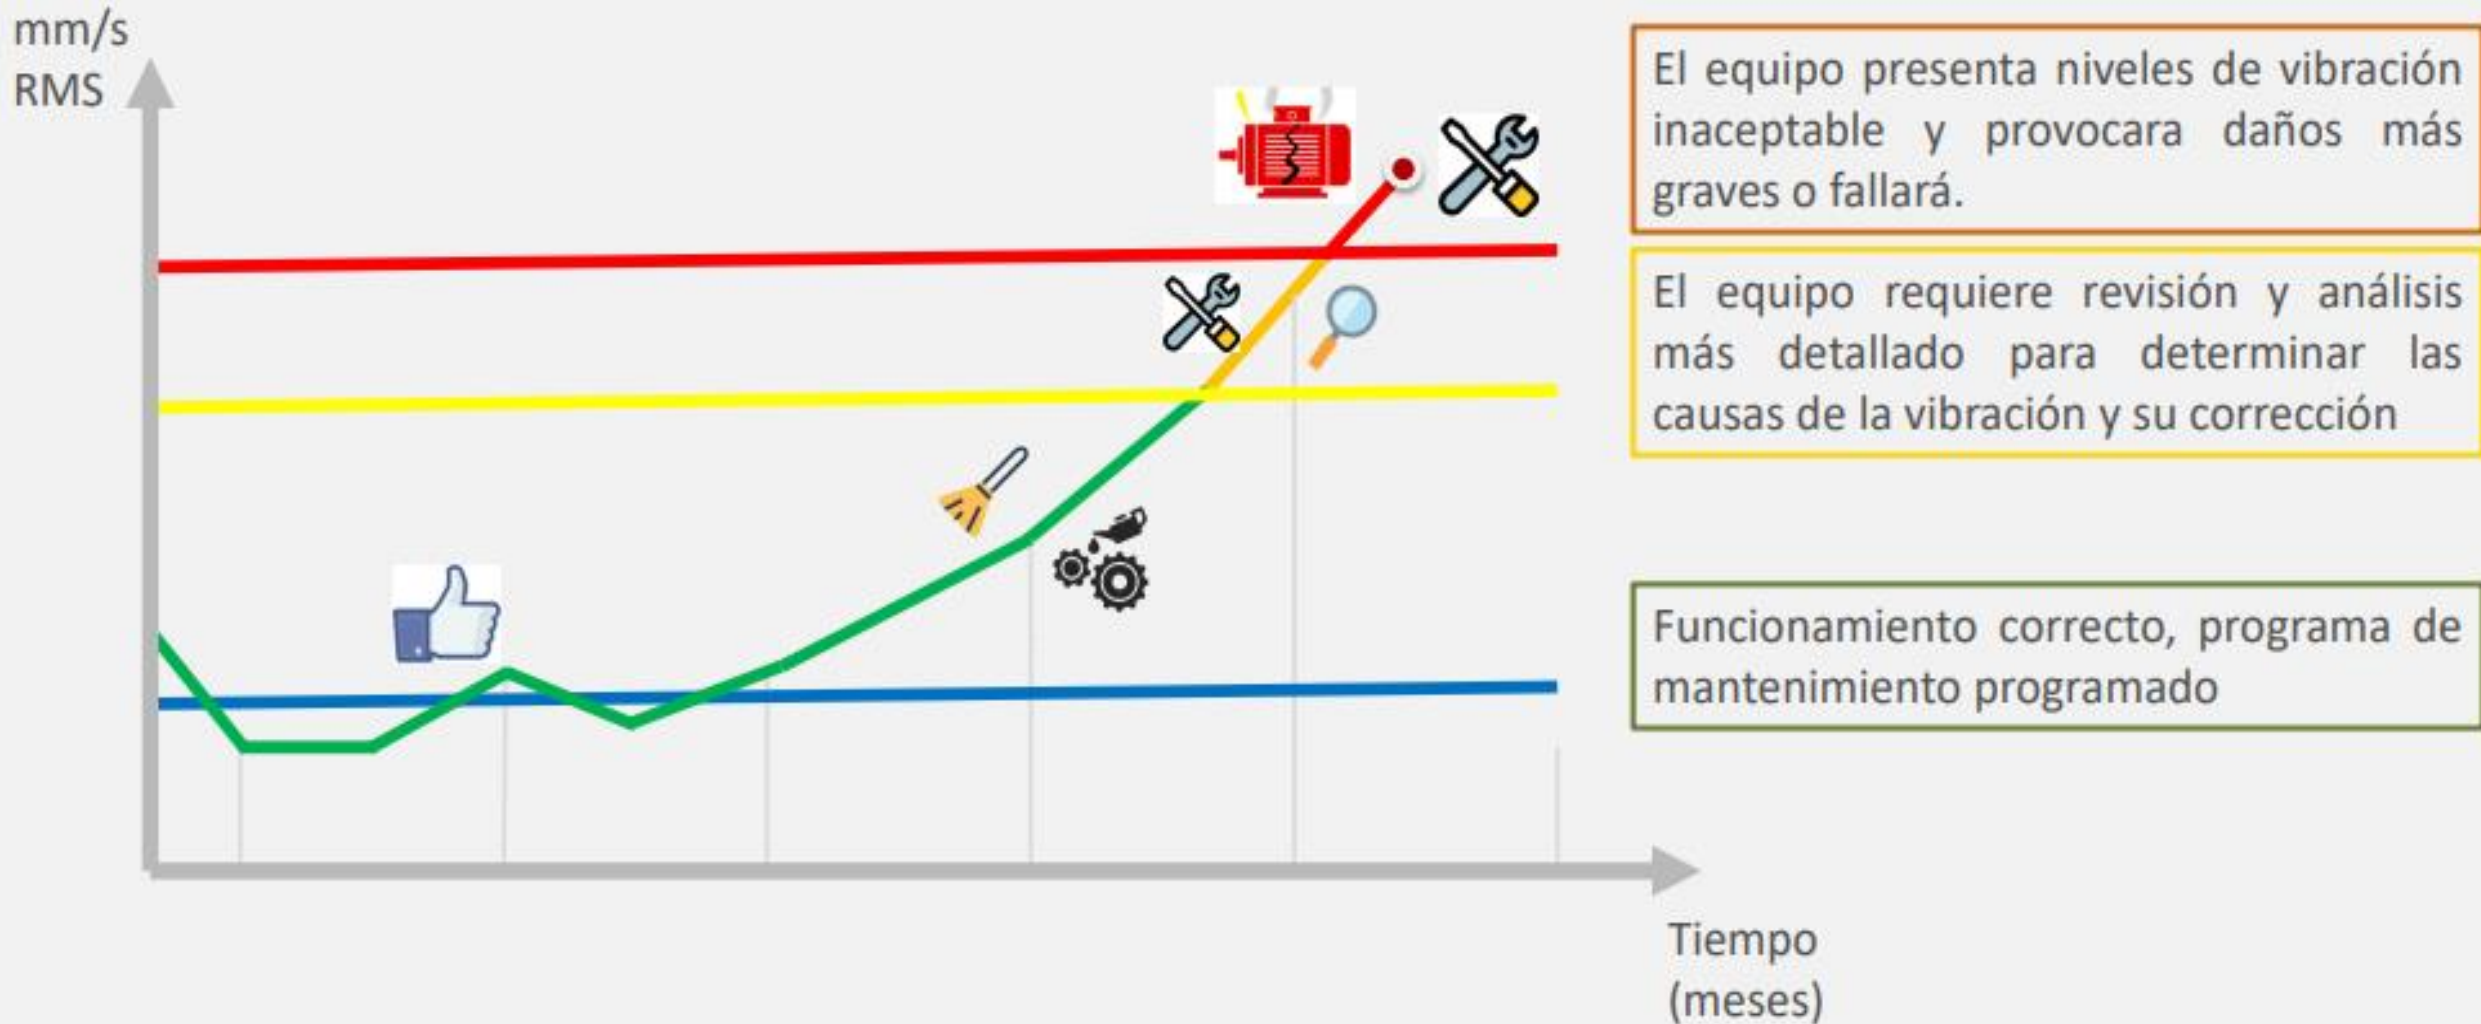 mm/s
RMS
El equipo presenta niveles de vibración
inaceptable y provocara daños más
graves o fallará.
El equipo requiere revisión y análisis
más detallado para determinar las
causas de la vibración y su corrección
Funcionamiento correcto, programa de
mantenimiento programado
Tiempo
(meses)